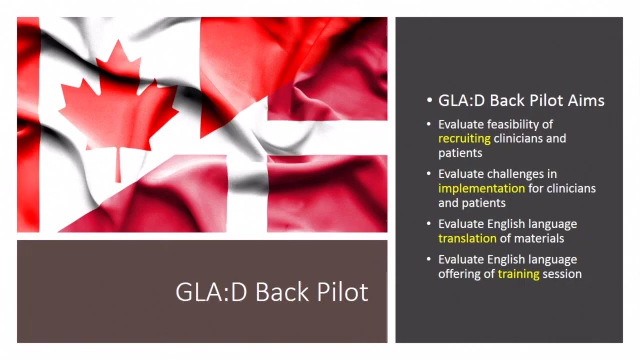 GLA:D Back Pilot
• GLA:D Back Pilot Aims
• Evaluate feasibility of
recruiting clinicians and
patients
• Evaluate challenges in
implementation for clinicians
and patients
• Evaluate English language
translation of materials
• Evaluate English language
offering of training session